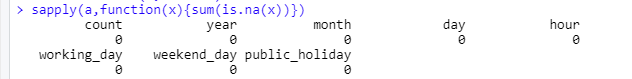 > sapply(a,function(x){sum(is.na(x))})
count year month day hour
0 0 0 0 0
working_day weekend_day public_holiday
0 0 0